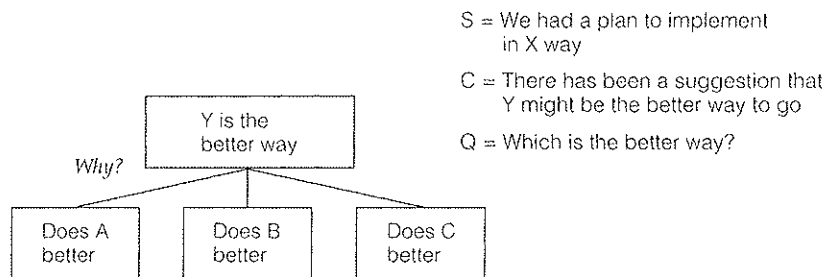 S = We had a plan to implement
in X way
C = There has been a suggestion that
Y might be the better way to go
Q = Which is the better way?
Y is the
better way
Why?
Does A
better
Does B
better
Does C
better